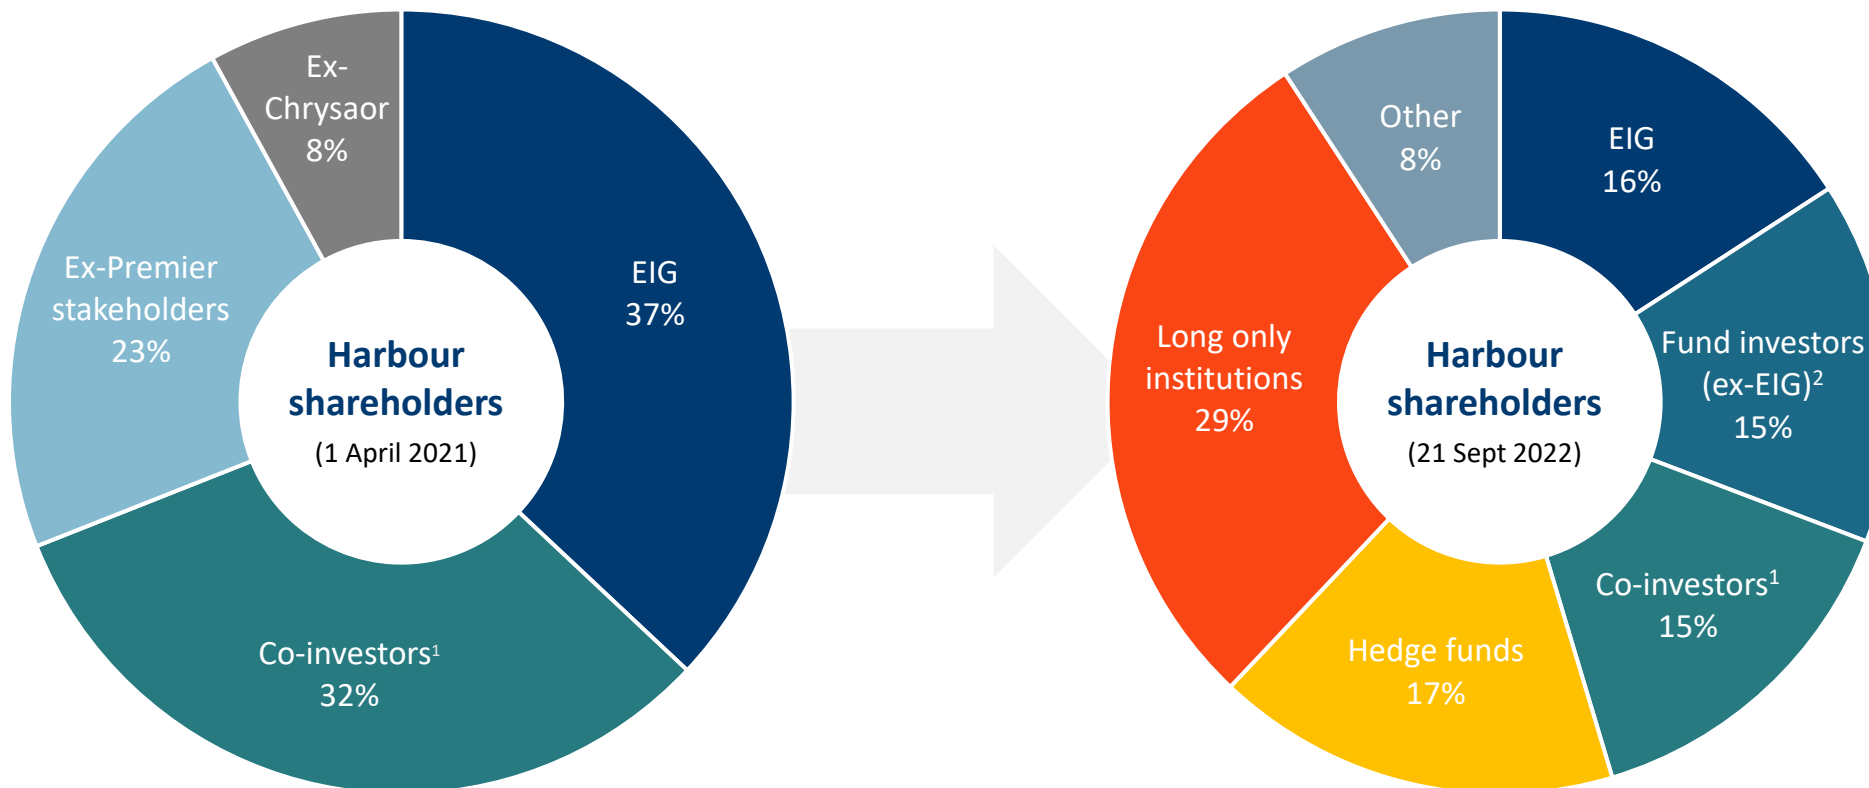 Ex-
Chrysaor
8%
EIG
37%
Ex-Premier
stakeholders
23%
Harbour
shareholders
(1 April 2021)
Co-investors¹
32%
Other
8%
EIG
16%
Long only
institutions
29%
Harbour
shareholders
(21 Sept 2022)
Fund investors
(ex-EIG)²
15%
Co-investors¹
15%
Hedge funds
17%